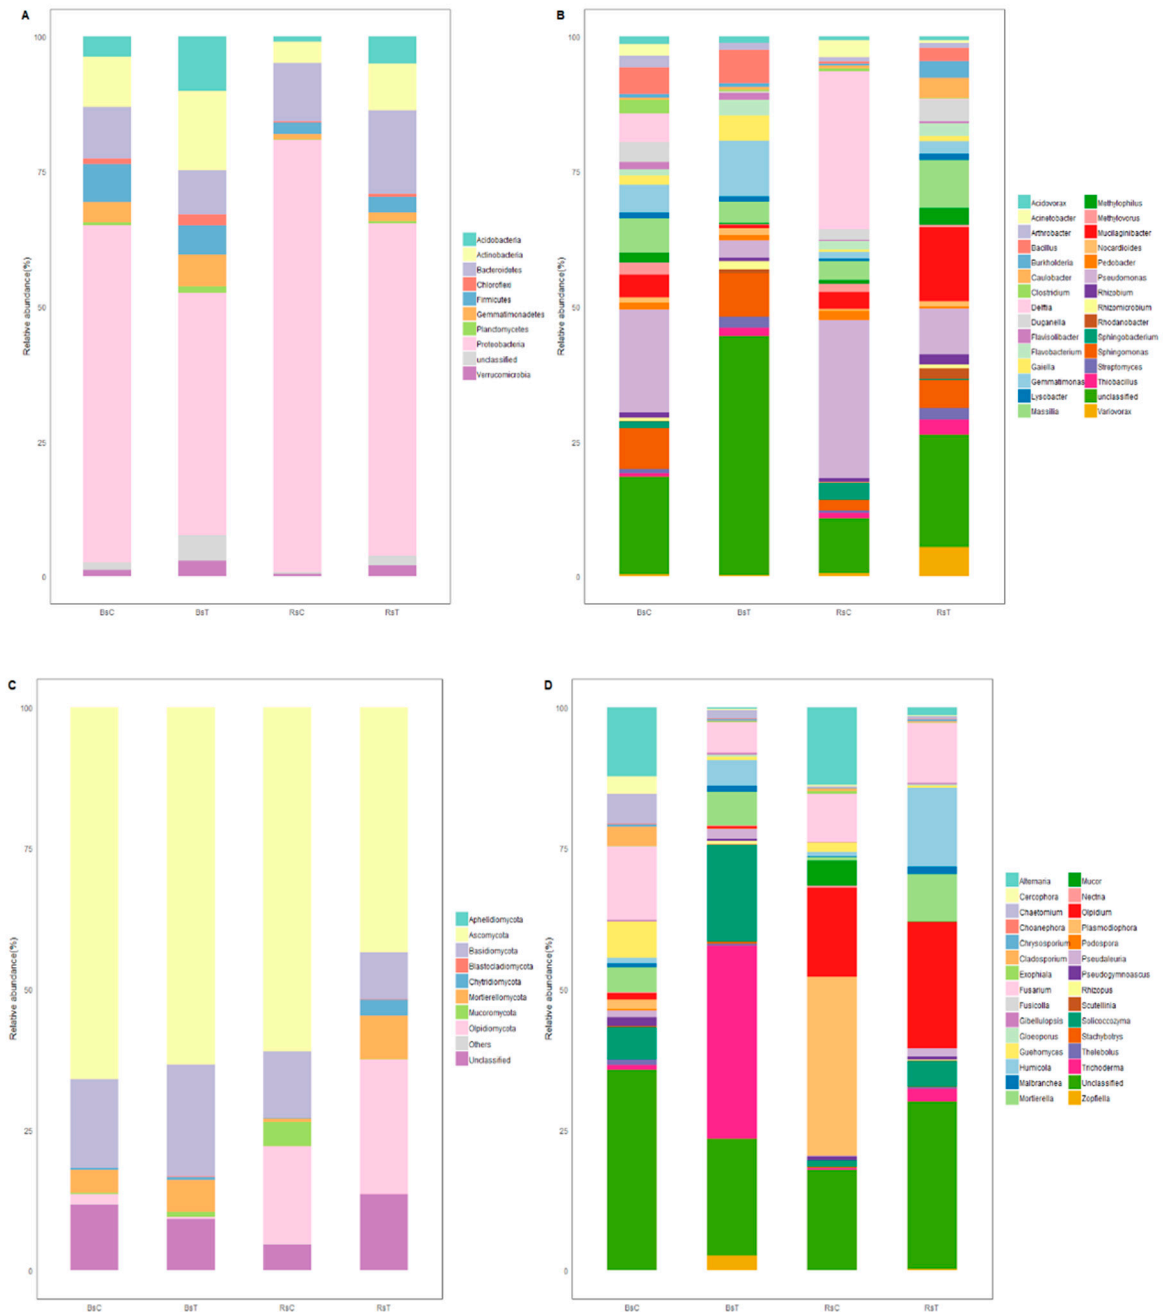 A
Relative abundance(%)
100
75
50
25
0
BsC BsT RsC RsT
Acidobacteria
Actinobacteria
Bacteroidetes
Chloroflexi
Firmicutes
Gemmatimonadetes
Planctomycetes
Proteobacteria
unclassified
Verrucomicrobia
B
Relative abundance(%)
100
75
50
25
0
BsC BsT RsC RsT
Acidovorax Methylophilus
Acinetobacter Methylovorus
Arthrobacter Mucilaginibacter
Bacillus Nocardioides
Burkholderia Pedobacter
Caulobacter Pseudomonas
Clostridium Rhizobium
Delftia Rhizomicrobium
Duganella Rhodanobacter
Flavisolibacter Sphingobacterium
Flavobacterium Sphingomonas
Gaiella Streptomyces
Gemmatimonas Thiobacillus
Lysobacter unclassified
Massilia Variovorax
C
Relative abundance(%)
100
75
50
25
0
BsC BsT RsC RsT
Aphelidiomycota
Ascomycota
Basidiomycota
Blastocladiomycota
Chytridiomycota
Mortierellomycota
Mucoromycota
Olpidiomycota
Others
Unclassified
D
Relative abundance(%)
100
75
50
25
0
BsC BsT RsC RsT
Alternaria Mucor
Cercophora Nectria
Chaetomium Olpidium
Choanephora Plasmodiophora
Chrysosporium Podospora
Cladosporium Pseudaleuria
Exophiala Pseudogymnoascus
Fusarium Rhizopus
Fusicolla Scutellinia
Gibellulopsis Solicoccozyma
Gloeoporus Stachybotrys
Guehomyces Thelebolus
Humicola Trichoderma
Malbranchea Unclassified
Mortierella Zopfiella